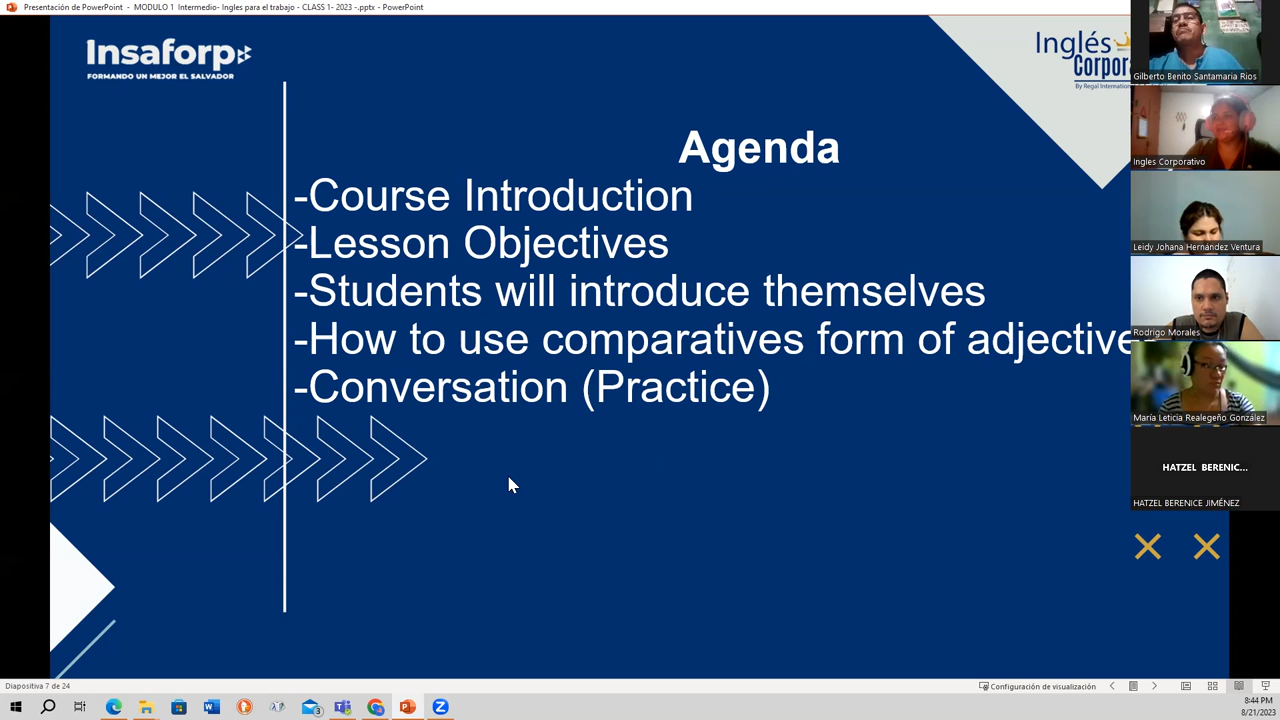 Presentación de PowerPoint - MODULO 1 Intermedio- Ingles para el trabajo - CLASS 1- 2023 -.pptx - PowerPoint
Insaforp
FORMANDO UN MEJOR EL SALVADOR
Inglés
Corpora
By Regal Internation
Agenda
-Course Introduction
-Lesson Objectives
-Students will introduce themselves
-How to use comparatives form of adjective
-Conversation (Practice)
Gilberto Benito Santamaria Rios
Ingles Corporativo
Leidy Johana Hernández Ventura
Rodrigo Morales
María Leticia Realegeño González
HATZEL BERENIC...
HATZEL BERENICE JIMÉNEZ
Diapositiva 7 de 24
Configuración de visualización
3
8:44 PM
8/21/2023